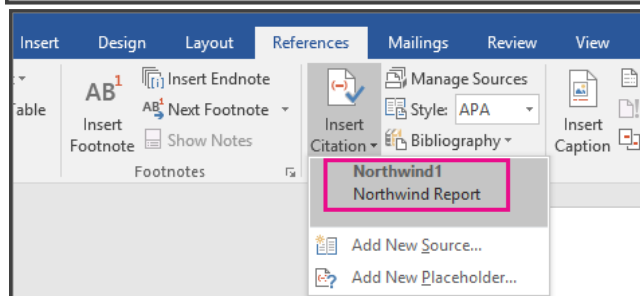 Insert Design Layout References Mailings Review View
AB1 [i] Insert Endnote Manage Sources
able AB1 Next Footnote Style: APA
Insert Footnote Show Notes Insert Citation Bibliography Insert Caption
Footnotes
Northwind1
Northwind Report
Add New Source...
Add New Placeholder...